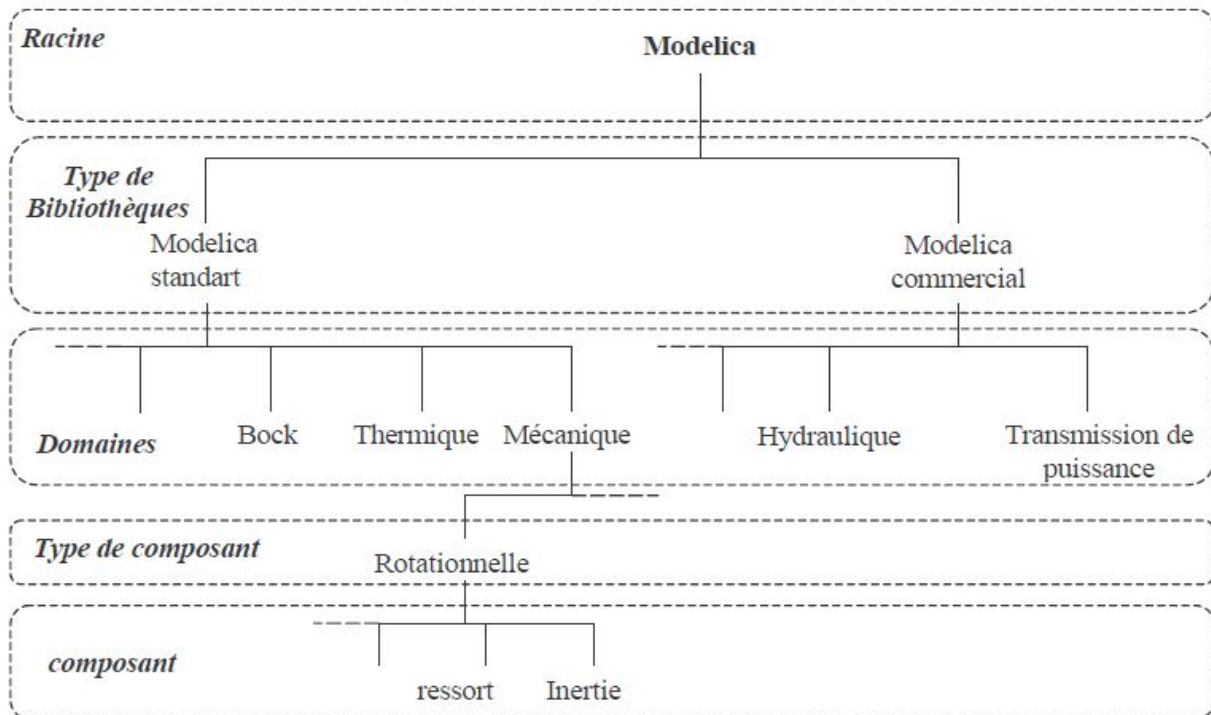 Racine
Modelica
Type de
Bibliothèques
Modelica
standart
Modelica
commercial
Domaines
Bock
Thermique
Mécanique
Hydraulique
Transmission de
puissance
Type de composant
Rotationnelle
composant
ressort
Inertie